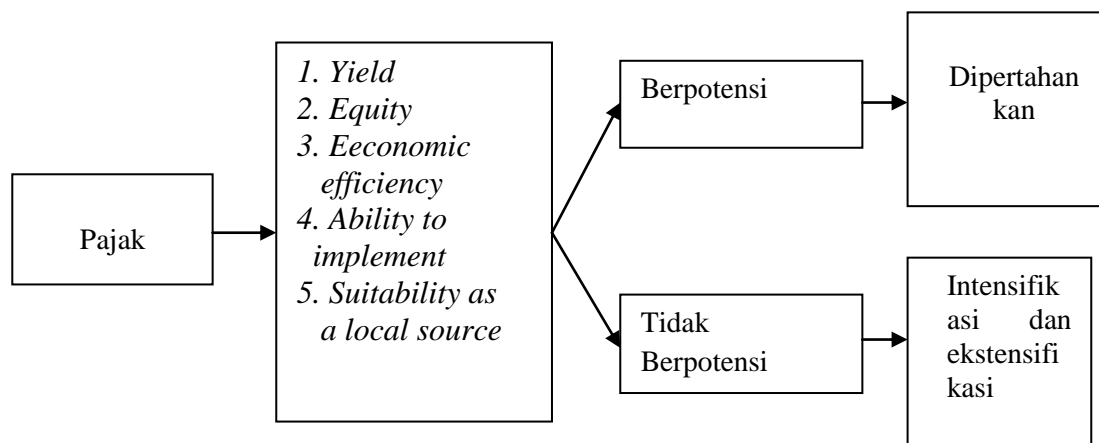 Pajak
1. Yield
2. Equity
3. Eeconomic
efficiency
4. Ability to
implement
5. Suitability as
a local source
Berpotensi
Dipertahan
kan
Tidak
Berpotensi
Intensifik
asi dan
ekstensifi
kasi